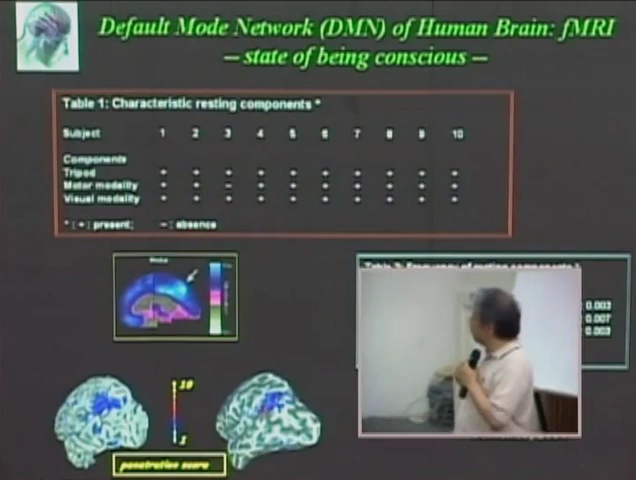 Default Mode Network (DMN) of Human Brain: fMRI
– state of being conscious –
Table 1: Characteristic resting components *
Subject 1 2 3 4 5 6 7 8 9 10
Components
Tripod + + + + + + + + + +
Motor modality + + – + + + + + + +
Visual modality + + + + + + + + + +
* [ + ] present; – : absence
Medial
0.003
0.007
0.003
10
1
penetration score